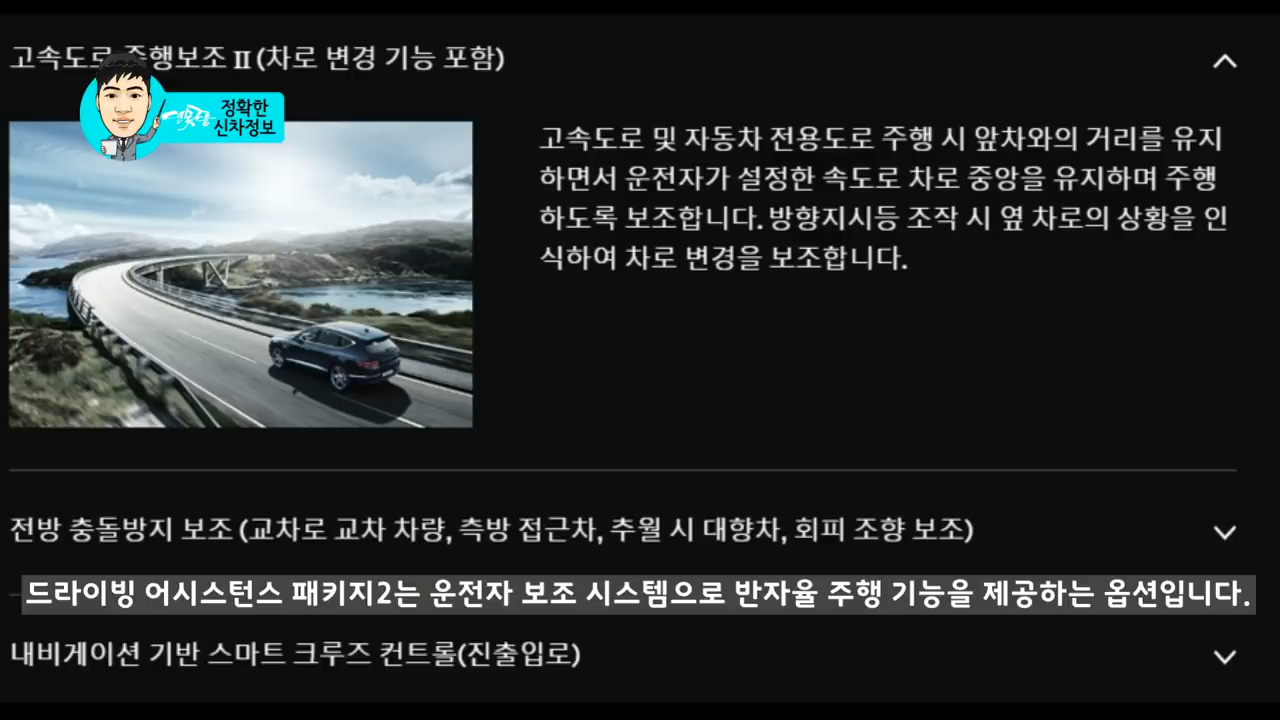 고속도로 주행보조 II (차로 변경 기능 포함)
정확한
신차정보
고속도로 및 자동차 전용도로 주행 시 앞차와의 거리를 유지
하면서 운전자가 설정한 속도로 차로 중앙을 유지하며 주행
하도록 보조합니다. 방향지시등 조작 시 옆 차로의 상황을 인
식하여 차로 변경을 보조합니다.
전방 충돌방지 보조 (교차로 교차 차량, 측방 접근차, 추월 시 대향차, 회피 조향 보조)
드라이빙 어시스턴스 패키지2는 운전자 보조 시스템으로 반자율 주행 기능을 제공하는 옵션입니다.
내비게이션 기반 스마트 크루즈 컨트롤(진출입로)